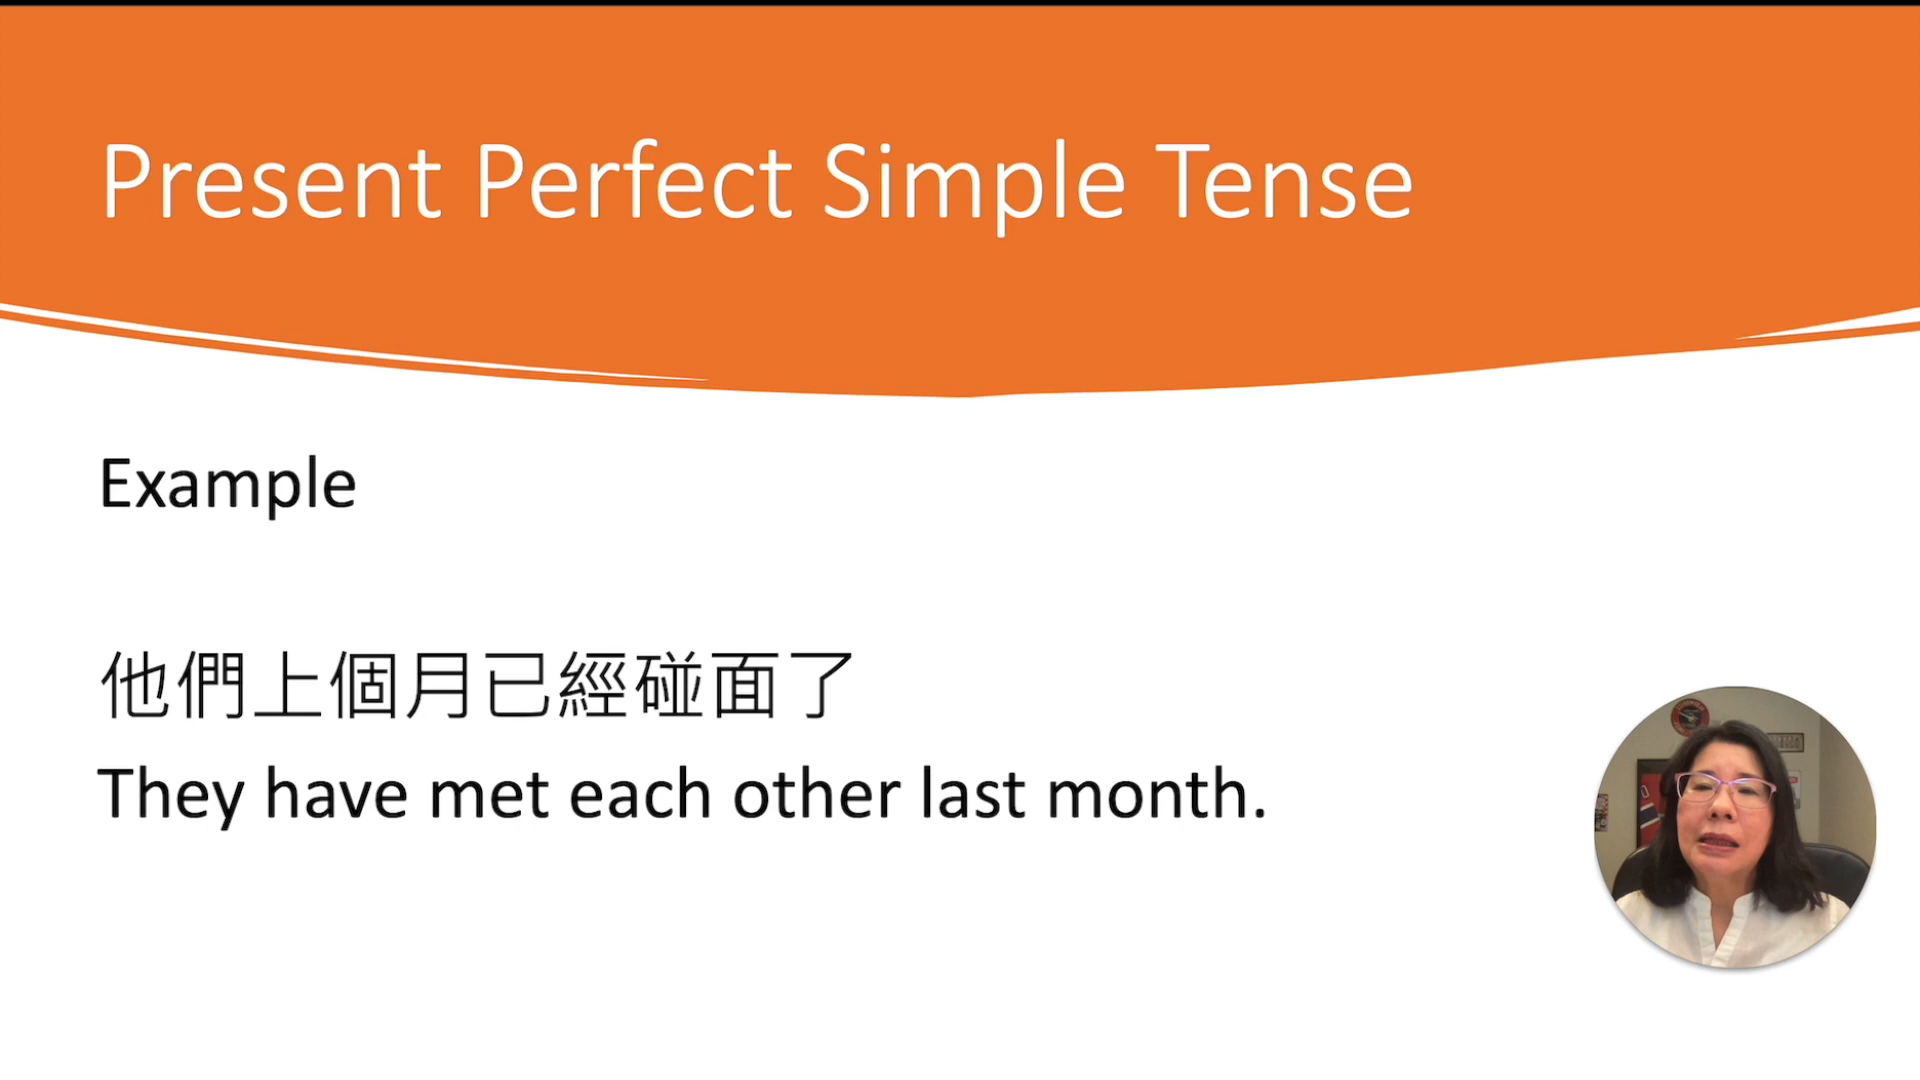 Present Perfect Simple Tense
Example
他們上個月已經碰面了
They have met each other last month.